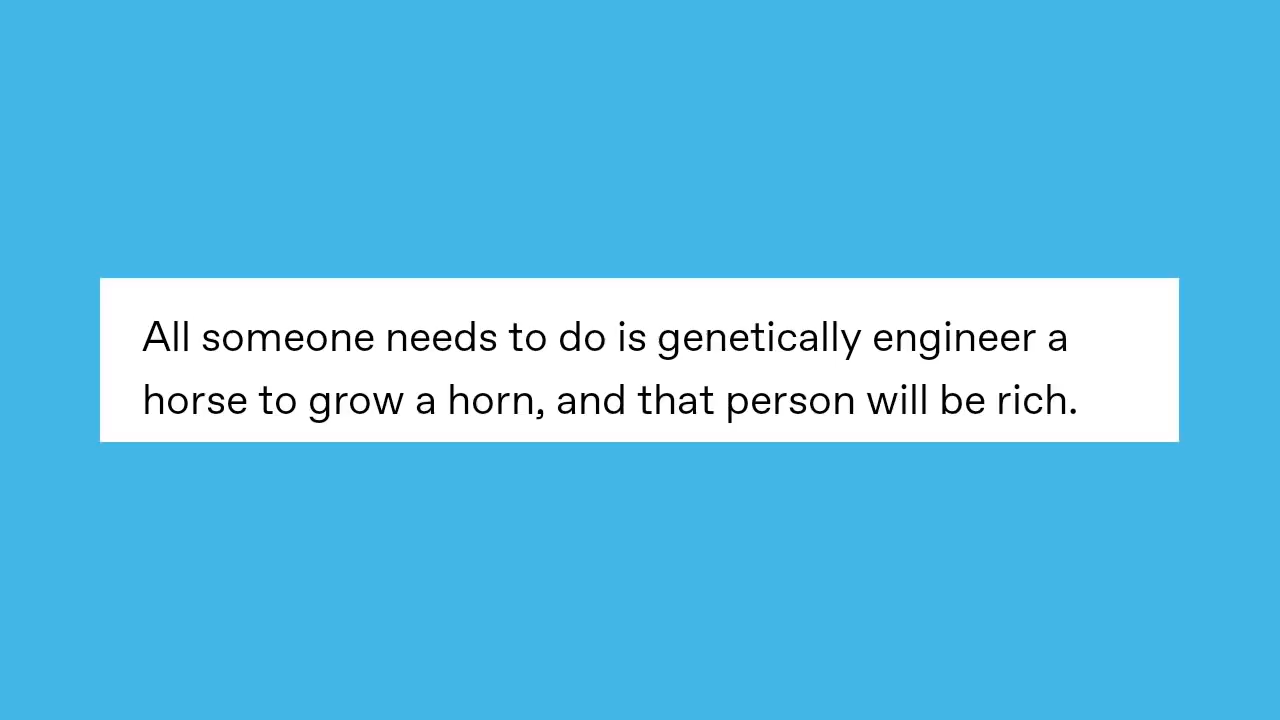 All someone needs to do is genetically engineer a
horse to grow a horn, and that person will be rich.